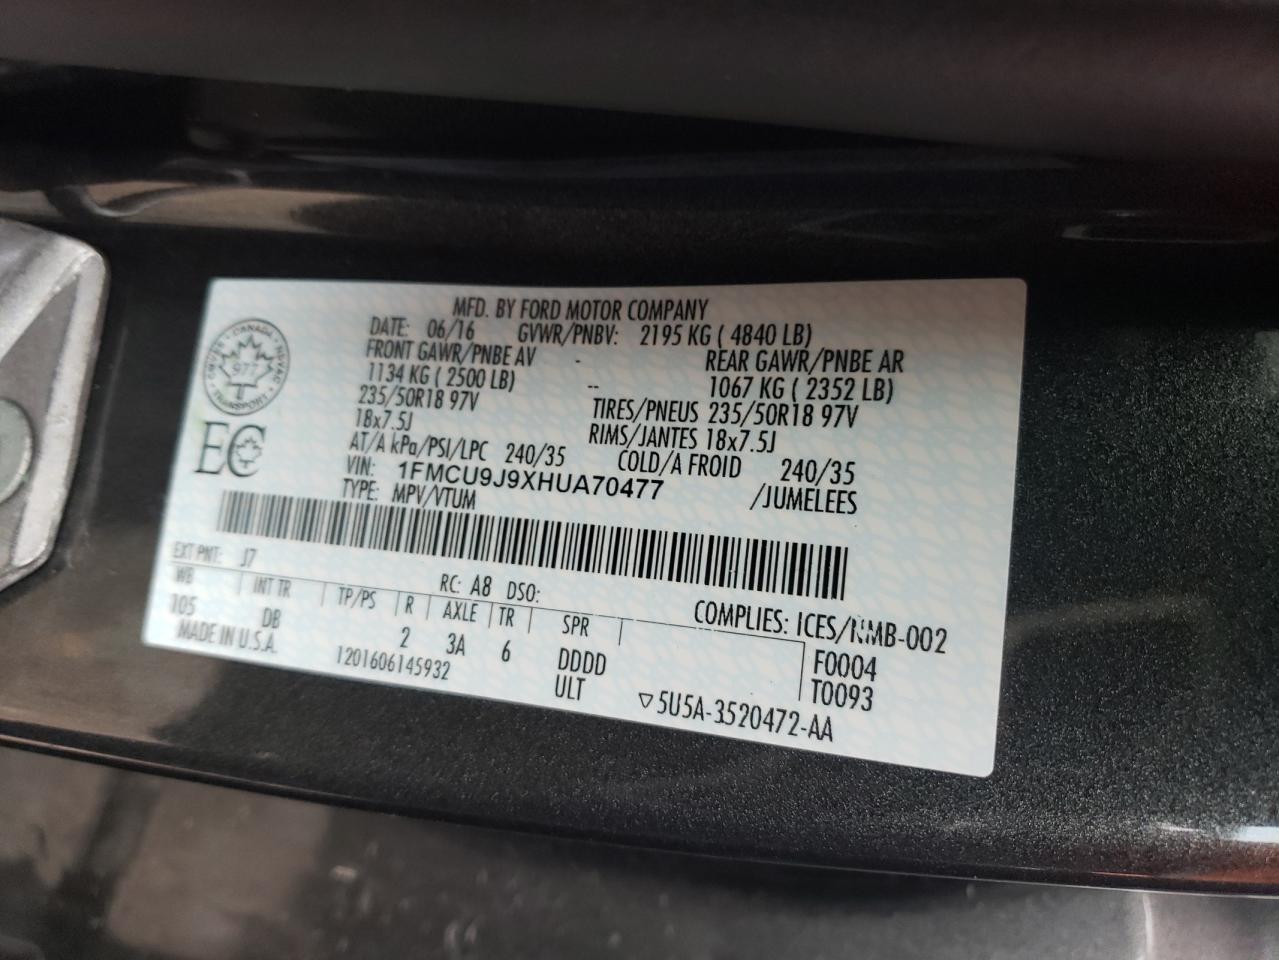 MFD. BY FORD MOTOR COMPANY
DATE: 06/16 GVWR/PNBV: 2195 KG ( 4840 LB)
FRONT GAWR/PNBE AV - REAR GAWR/PNBE AR
1134 KG ( 2500 LB) -- 1067 KG ( 2352 LB)
235/50R18 97V TIRES/PNEUS 235/50R18 97V
18x7.5J RIMS/JANTES 18x7.5J
AT/A kPa/PSI/LPC 240/35 COLD/A FROID 240/35
VIN: 1FMCU9J9XHUA70477 /JUMELEES
TYPE: MPV/VTUM
CANADA
977
TRANSPORT
EC
EXT PNT: J7 RC: A8 DSO:
COMPLIES: ICES/NMB-002
WB INT TR TP/PS R AXLE TR SPR
105 DB 2 3A 6 DDDD F0004
MADE IN U.S.A. 1201606145932 ULT T0093
▽5U5A-3520472-AA